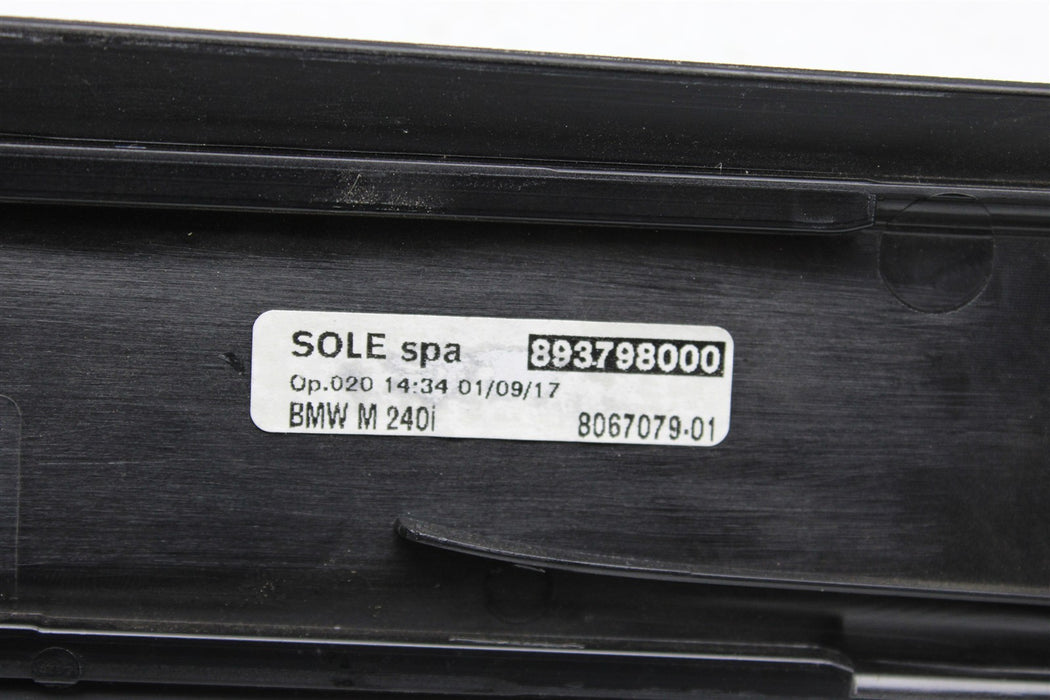 SOLE spa 893798000
Op.020 14:34 01/09/17
BMW M 240i 8067079-01